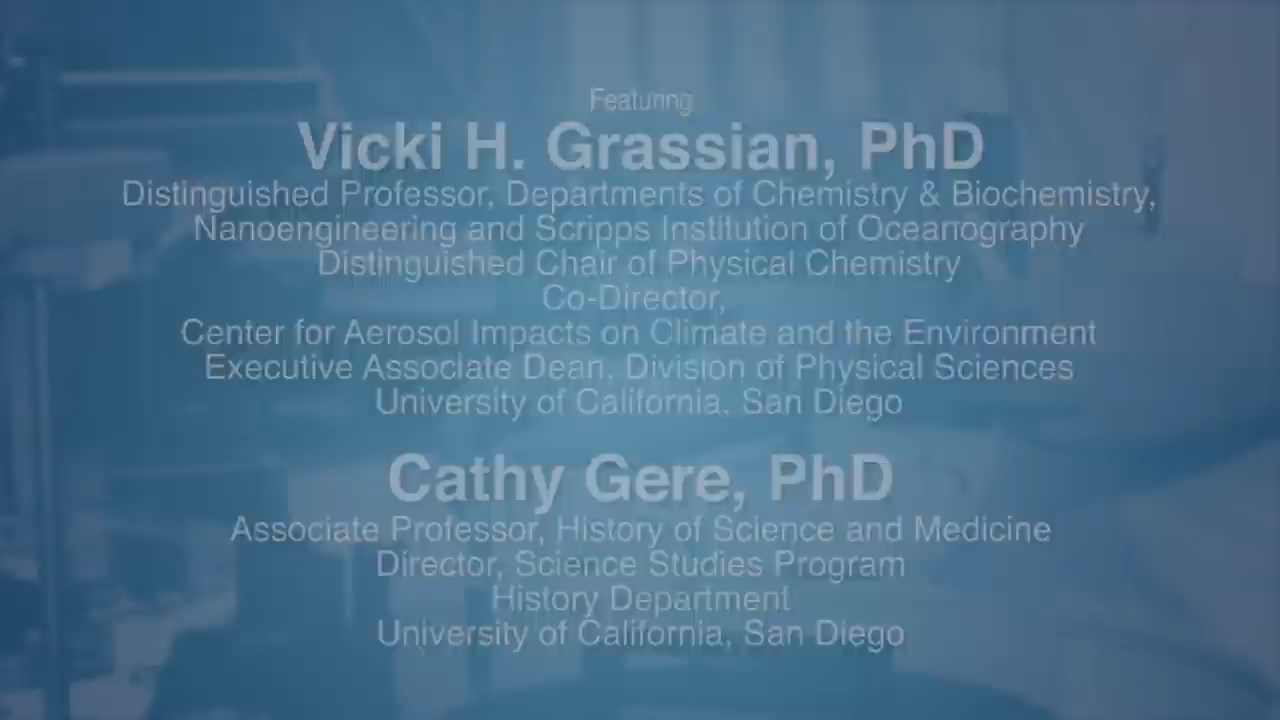 Featuring
Vicki H. Grassian, PhD
Distinguished Professor, Departments of Chemistry & Biochemistry,
Nanoengineering and Scripps Institution of Oceanography
Distinguished Chair of Physical Chemistry
Co-Director,
Center for Aerosol Impacts on Climate and the Environment
Executive Associate Dean, Division of Physical Sciences
University of California, San Diego
Cathy Gere, PhD
Associate Professor, History of Science and Medicine
Director, Science Studies Program
History Department
University of California, San Diego